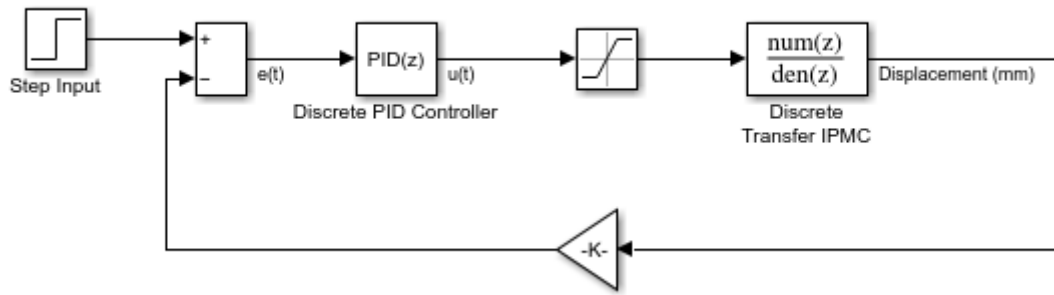 Step Input
+
−
e(t)
PID(z)
Discrete PID Controller
u(t)
num(z)
den(z)
Discrete
Transfer IPMC
Displacement (mm)
-K-